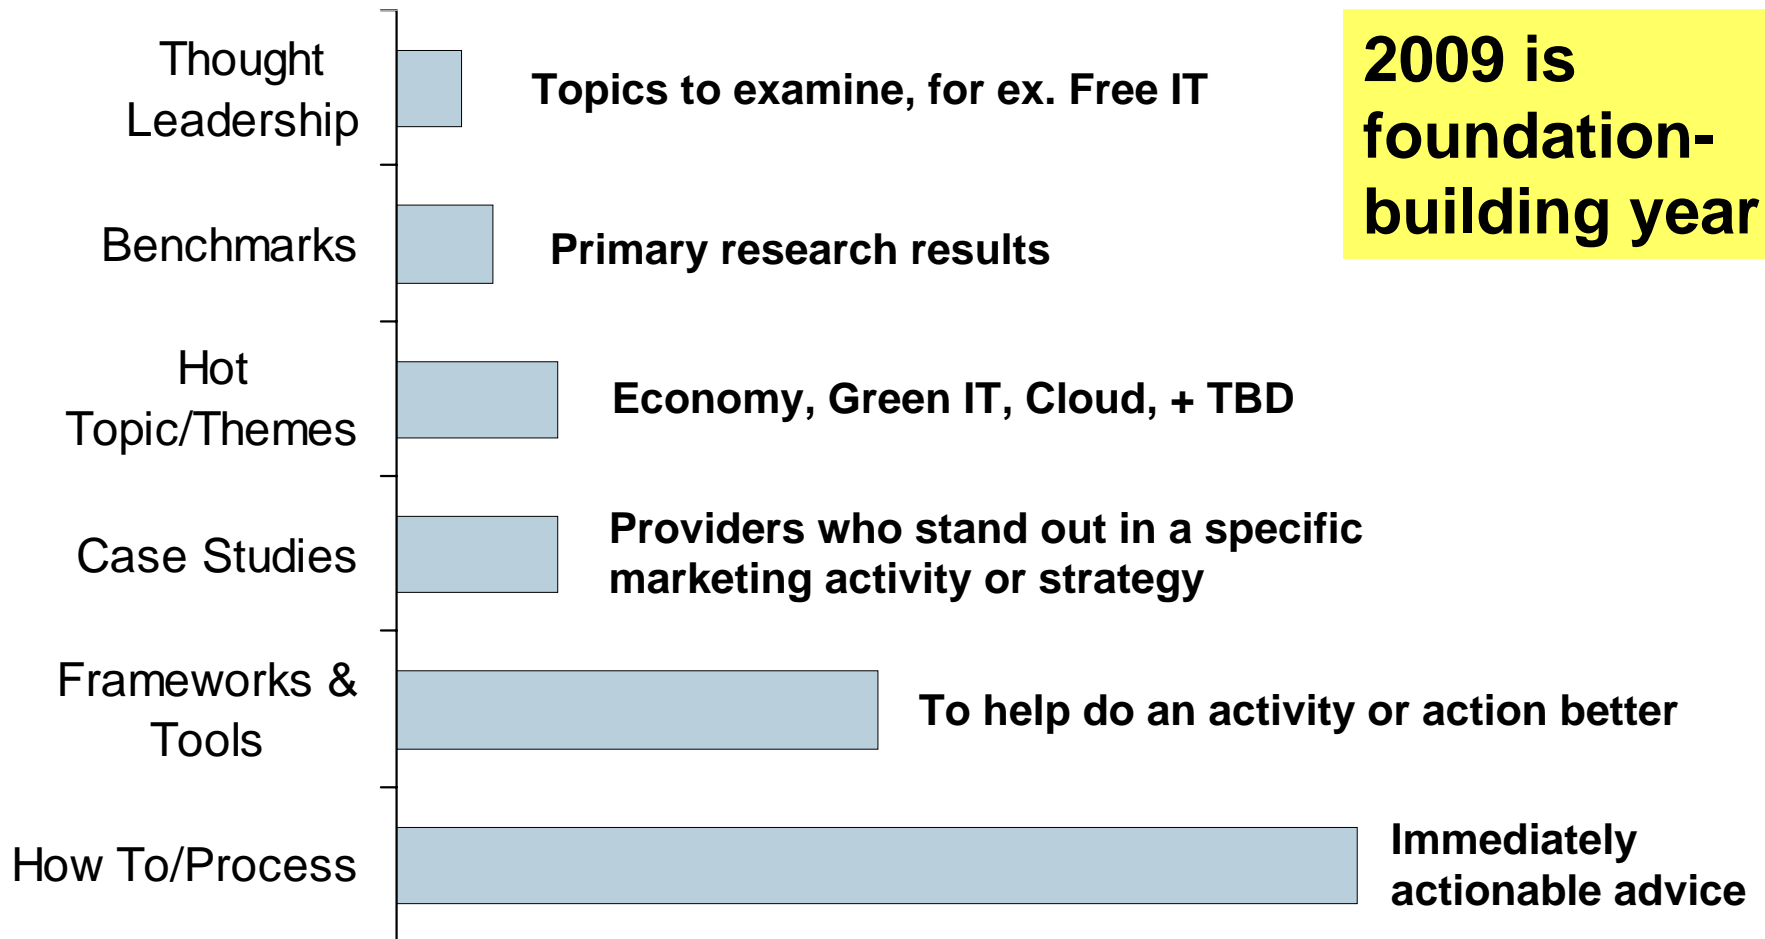 Thought
Leadership
Topics to examine, for ex. Free IT
2009 is
foundation-
building year
Benchmarks
Primary research results
Hot
Topic/Themes
Economy, Green IT, Cloud, + TBD
Case Studies
Providers who stand out in a specific
marketing activity or strategy
Frameworks &
Tools
To help do an activity or action better
How To/Process
Immediately
actionable advice